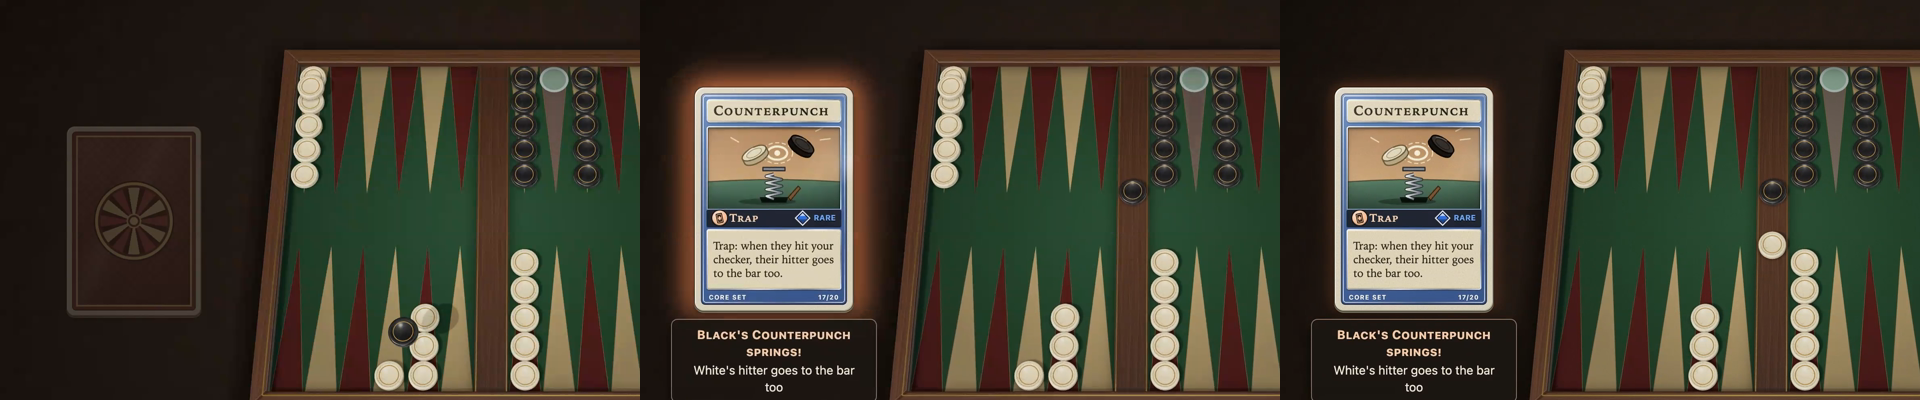 COUNTERPUNCH
TRAP
RARE
Trap: when they hit your
checker, their hitter goes
to the bar too.
CORE SET
17/20
BLACK'S COUNTERPUNCH
SPRINGS!
White's hitter goes to the bar
too
COUNTERPUNCH
TRAP
RARE
Trap: when they hit your
checker, their hitter goes
to the bar too.
CORE SET
17/20
BLACK'S COUNTERPUNCH
SPRINGS!
White's hitter goes to the bar
too